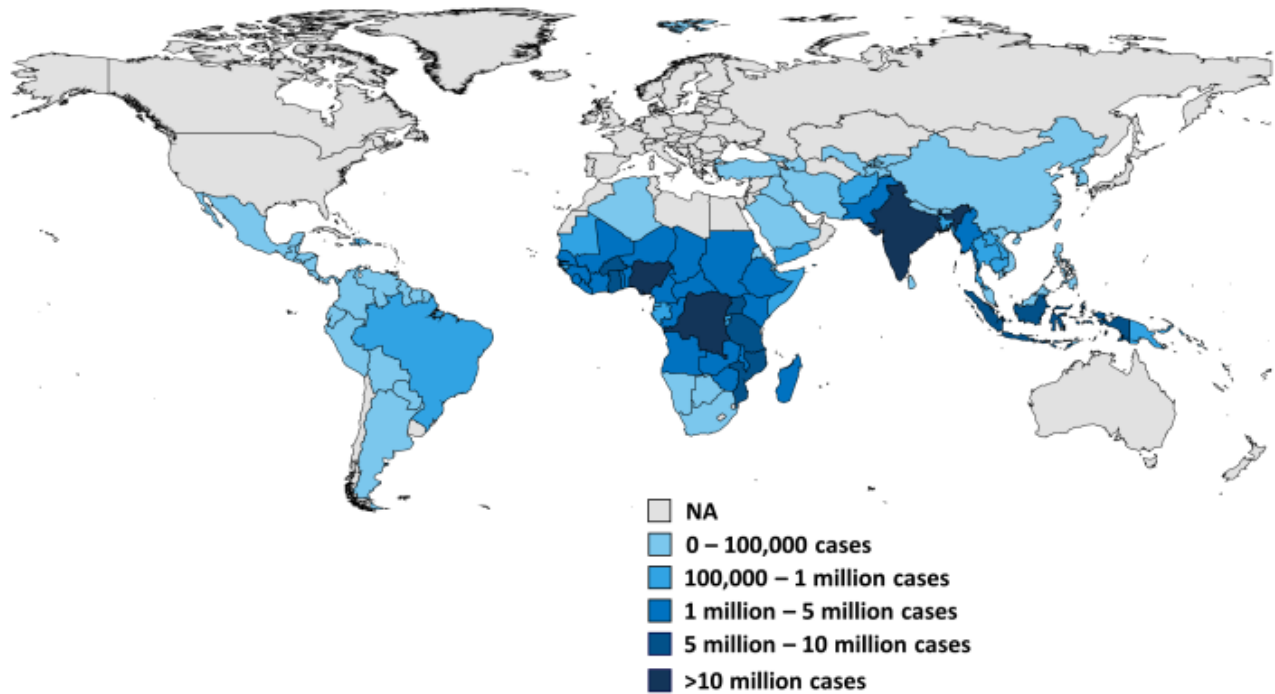 NA
0 – 100,000 cases
100,000 – 1 million cases
1 million – 5 million cases
5 million – 10 million cases
>10 million cases